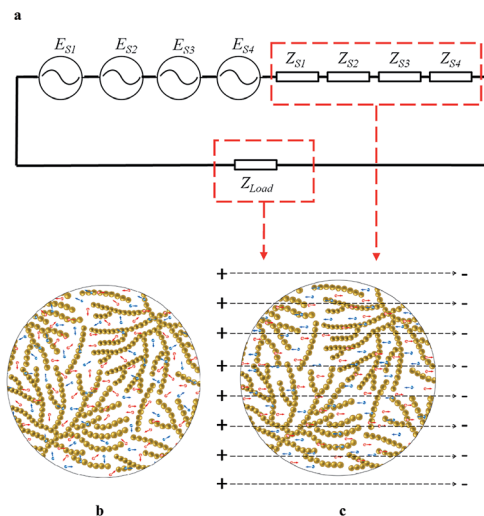 a
E_S1 E_S2 E_S3 E_S4
Z_S1 Z_S2 Z_S3 Z_S4
Z_Load
+ -
+ -
+ -
+ -
+ -
+ -
+ -
+ -
b c